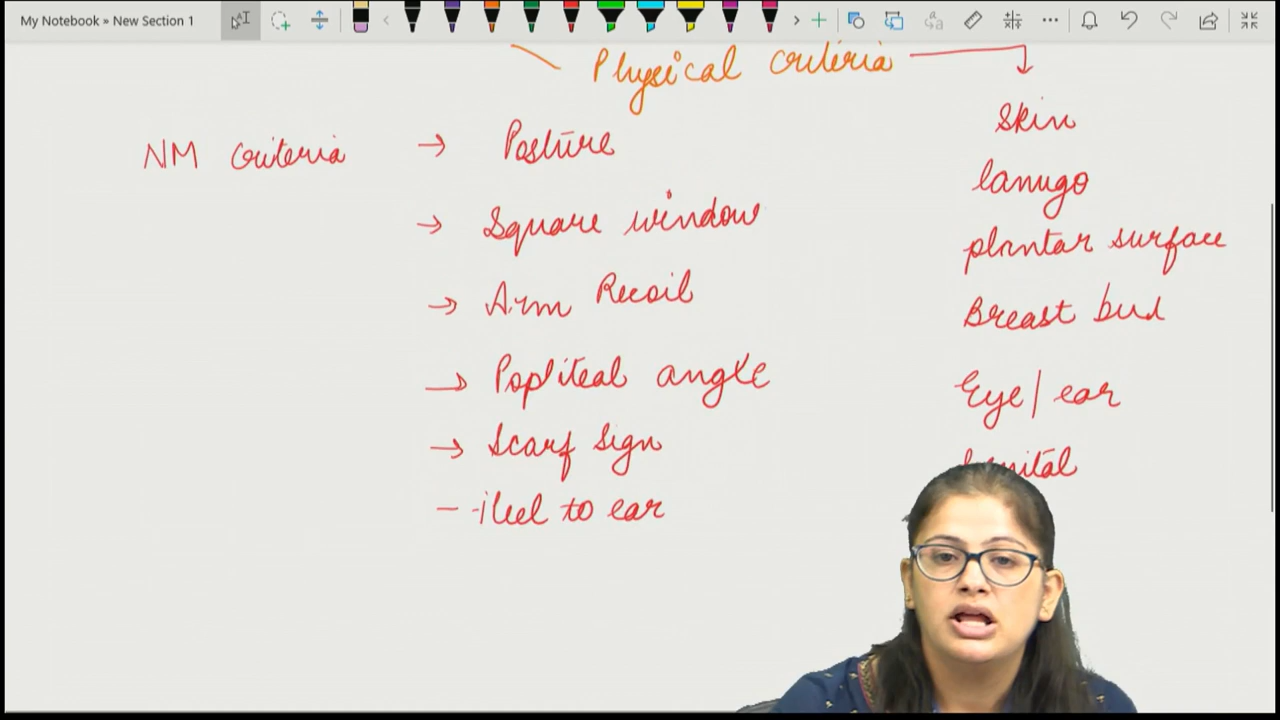 My Notebook » New Section 1
Physical criteria
NM Criteria → Posture
→ Square window
→ Arm Recoil
→ Popliteal angle
→ Scarf sign
- Heel to ear
Skin
lanugo
plantar surface
Breast bud
Eye/ear
Genital